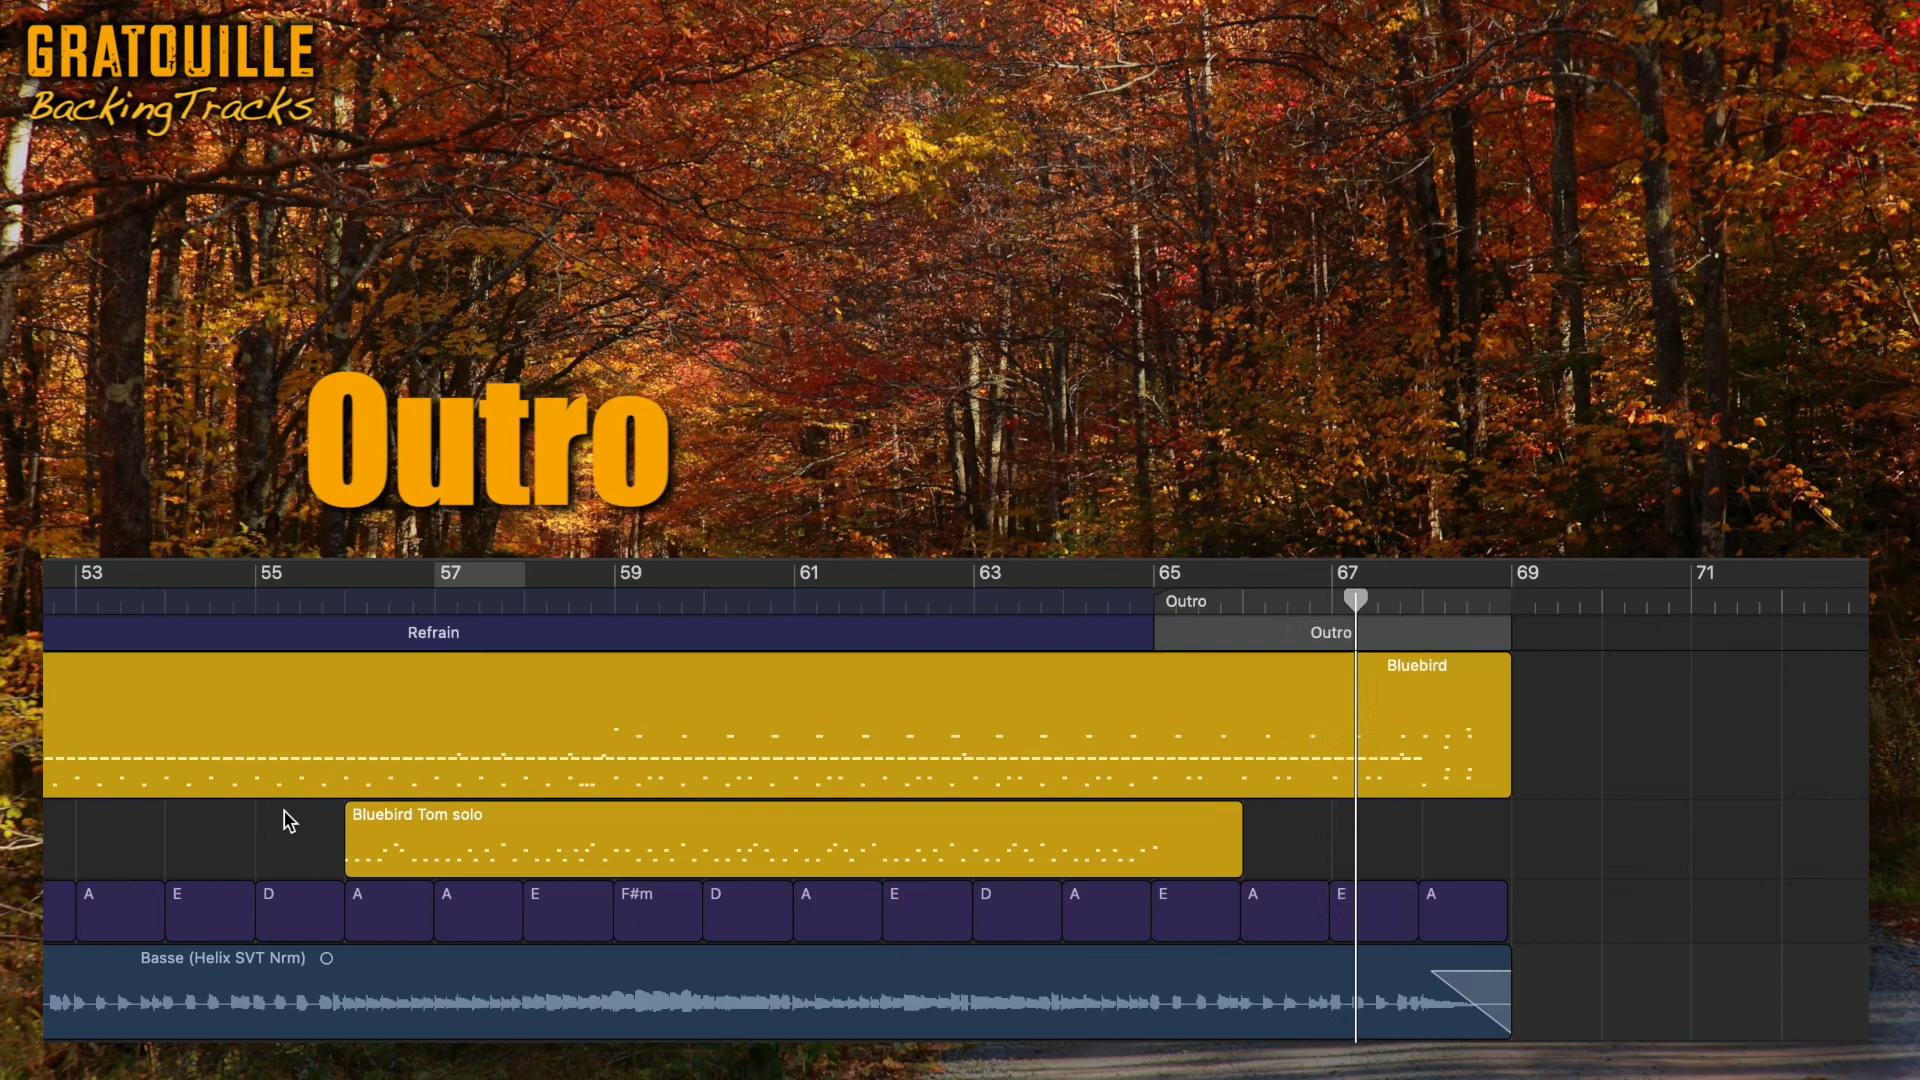 GRATOUILLE
BackingTracks
Outro
53 55 57 59 61 63 65 67 69 71
Outro
Refrain Outro
Bluebird
Bluebird Tom solo
A E D A A E F#m D A E D A E A E A
Basse (Helix SVT Nrm)